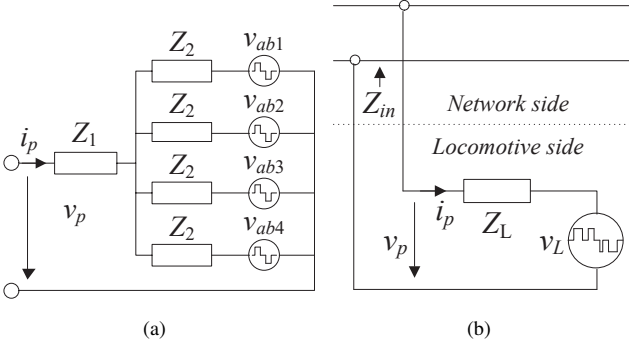 Z2
vab1
Z2
vab2
ip
Z1
Z2
vab3
vp
Z2
vab4
(a)
Zin
Network side
Locomotive side
ip
ZL
vp
vL
(b)